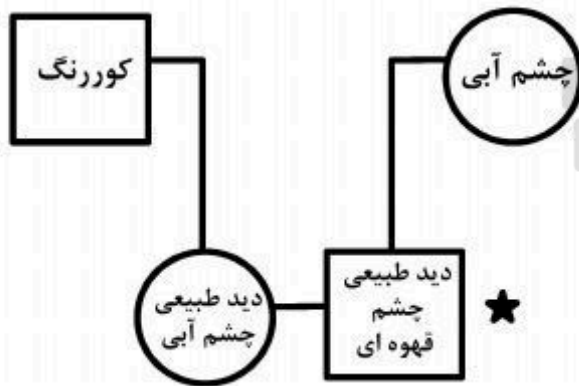 چشم آبی
کوررنگ
دید طبیعی
چشم
قهوه ای
دید طبیعی
چشم آبی